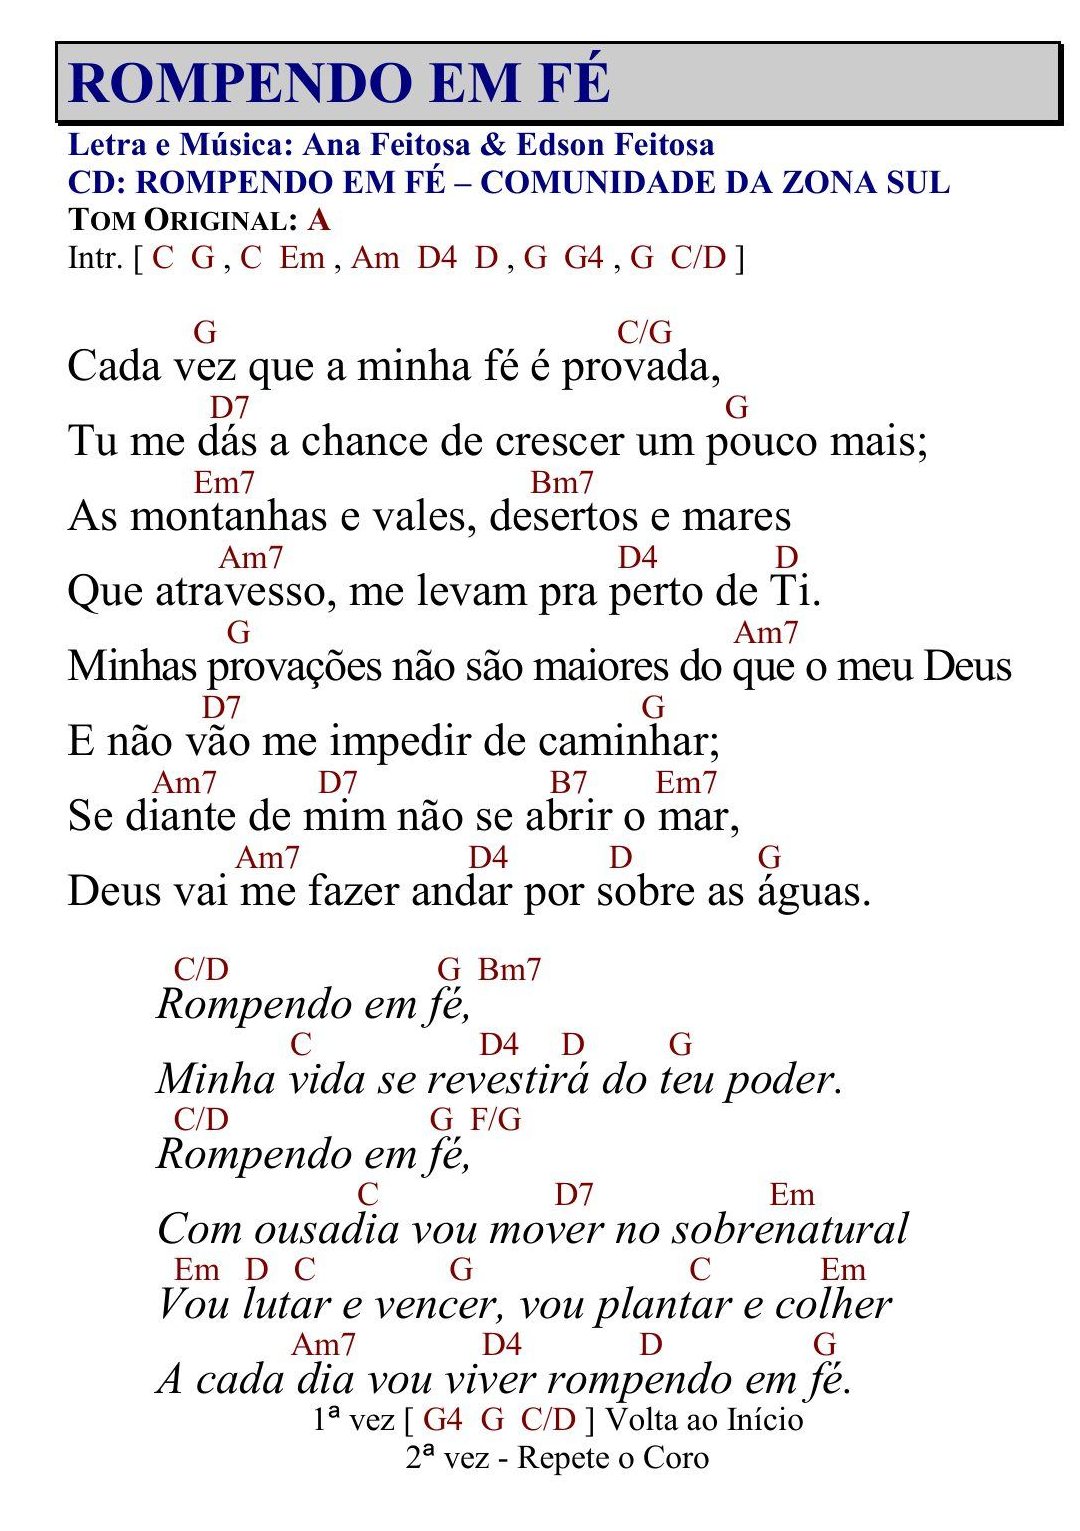 ROMPENDO EM FÉ
Letra e Música: Ana Feitosa & Edson Feitosa
CD: ROMPENDO EM FÉ – COMUNIDADE DA ZONA SUL
TOM ORIGINAL: A
Intr. [ C G , C Em , Am D4 D , G G4 , G C/D ]
G C/G
Cada vez que a minha fé é provada,
D7 G
Tu me dás a chance de crescer um pouco mais;
Em7 Bm7
As montanhas e vales, desertos e mares
Am7 D4 D
Que atravesso, me levam pra perto de Ti.
G Am7
Minhas provações não são maiores do que o meu Deus
D7 G
E não vão me impedir de caminhar;
Am7 D7 B7 Em7
Se diante de mim não se abrir o mar,
Am7 D4 D G
Deus vai me fazer andar por sobre as águas.
C/D G Bm7
Rompendo em fé,
C D4 D G
Minha vida se revestirá do teu poder.
C/D G F/G
Rompendo em fé,
C D7 Em
Com ousadia vou mover no sobrenatural
Em D C G C Em
Vou lutar e vencer, vou plantar e colher
Am7 D4 D G
A cada dia vou viver rompendo em fé.
1ª vez [ G4 G C/D ] Volta ao Início
2ª vez - Repete o Coro